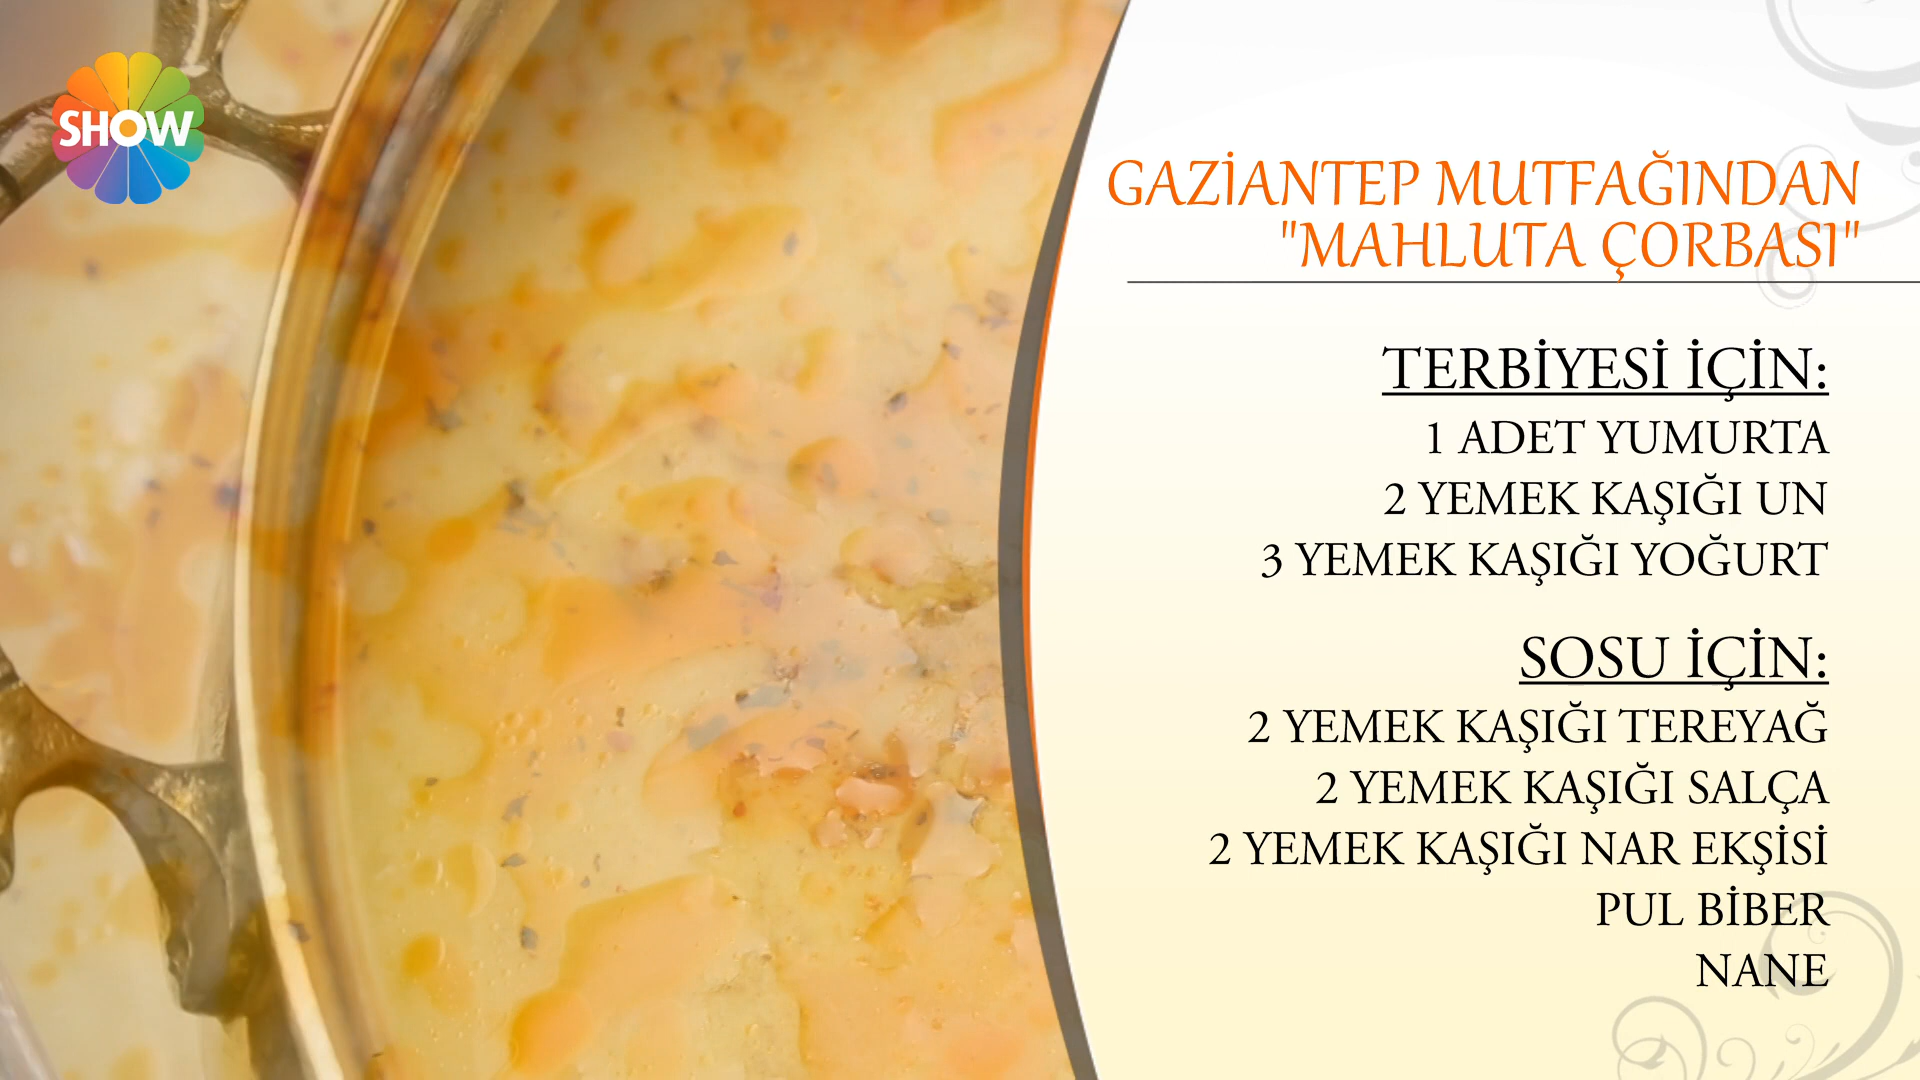 SHOW
GAZİANTEP MUTFAĞINDAN
"MAHLUTA ÇORBASI"
TERBİYESİ İÇİN:
1 ADET YUMURTA
2 YEMEK KAŞIĞI UN
3 YEMEK KAŞIĞI YOĞURT
SOSU İÇİN:
2 YEMEK KAŞIĞI TEREYAĞ
2 YEMEK KAŞIĞI SALÇA
2 YEMEK KAŞIĞI NAR EKŞİSİ
PUL BİBER
NANE